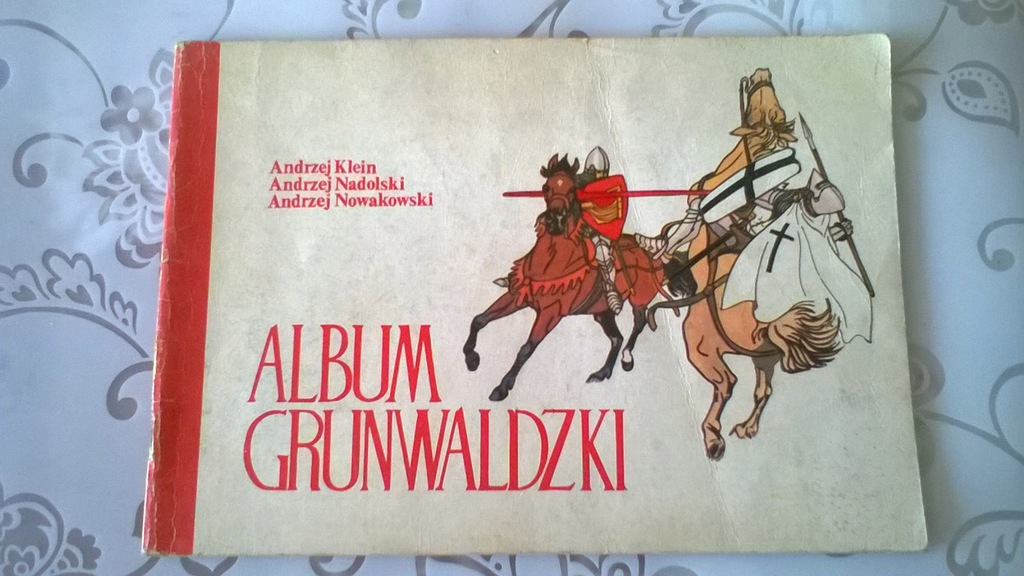 Andrzej Klein
Andrzej Nadolski
Andrzej Nowakowski
ALBUM
GRUNWALDZKI